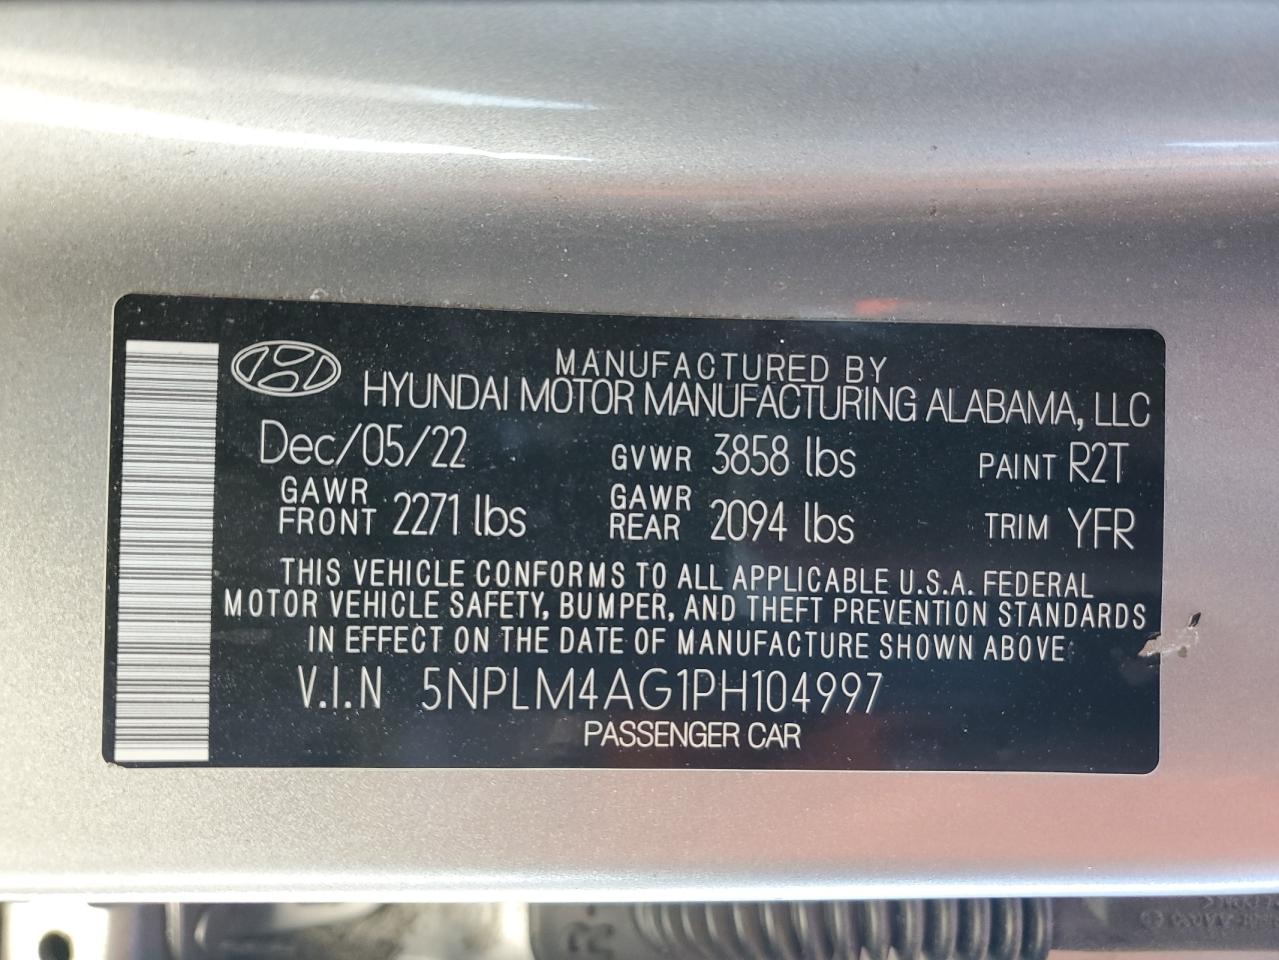 MANUFACTURED BY
HYUNDAI MOTOR MANUFACTURING ALABAMA, LLC
Dec/05/22 GVWR 3858 lbs PAINT R2T
GAWR FRONT 2271 lbs GAWR REAR 2094 lbs TRIM YFR
THIS VEHICLE CONFORMS TO ALL APPLICABLE U.S.A. FEDERAL
MOTOR VEHICLE SAFETY, BUMPER, AND THEFT PREVENTION STANDARDS
IN EFFECT ON THE DATE OF MANUFACTURE SHOWN ABOVE
V.I.N 5NPLM4AG1PH104997
PASSENGER CAR